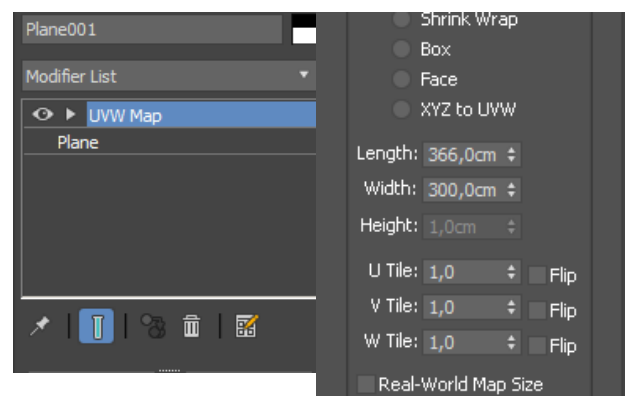 Plane001
Modifier List
UVW Map
Plane
Shrink Wrap
Box
Face
XYZ to UVW
Length: 366,0cm
Width: 300,0cm
Height: 1,0cm
U Tile: 1,0 Flip
V Tile: 1,0 Flip
W Tile: 1,0 Flip
Real-World Map Size